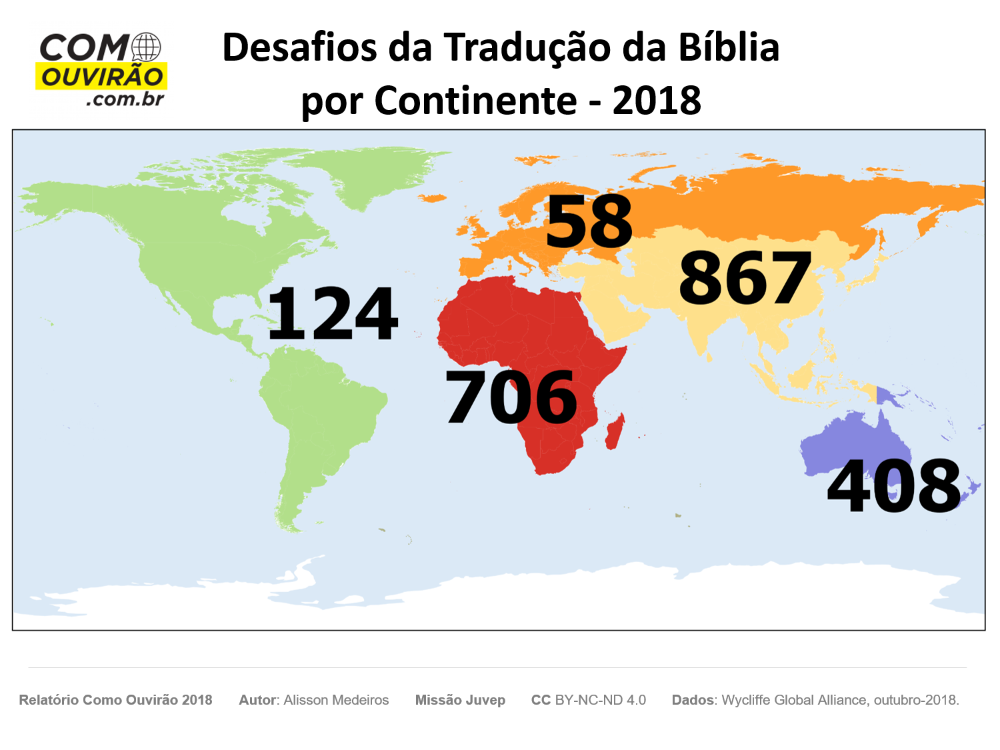 COMO
OUVIRÃO
.com.br
Desafios da Tradução da Bíblia
por Continente - 2018
58
867
124
706
408
Relatório Como Ouvirão 2018 Autor: Alisson Medeiros Missão Juvep CC BY-NC-ND 4.0 Dados: Wycliffe Global Alliance, outubro-2018.